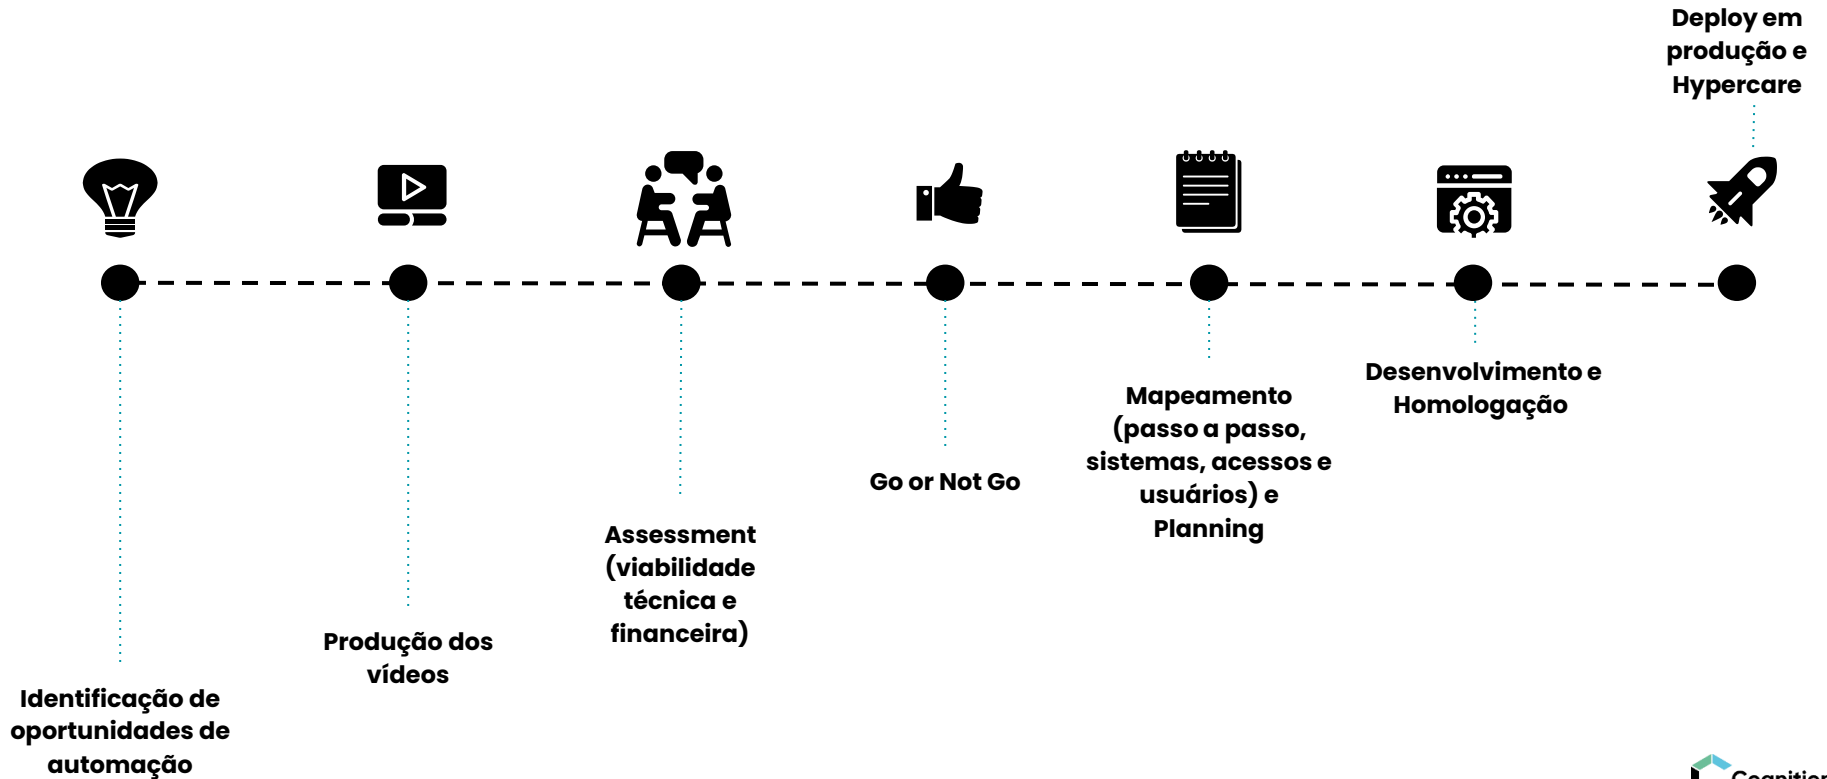 Deploy em
produção e
Hypercare
Identificação de
oportunidades de
automação
Produção dos
vídeos
Assessment
(viabilidade
técnica e
financeira)
Go or Not Go
Mapeamento
(passo a passo,
sistemas, acessos e
usuários) e
Planning
Desenvolvimento e
Homologação